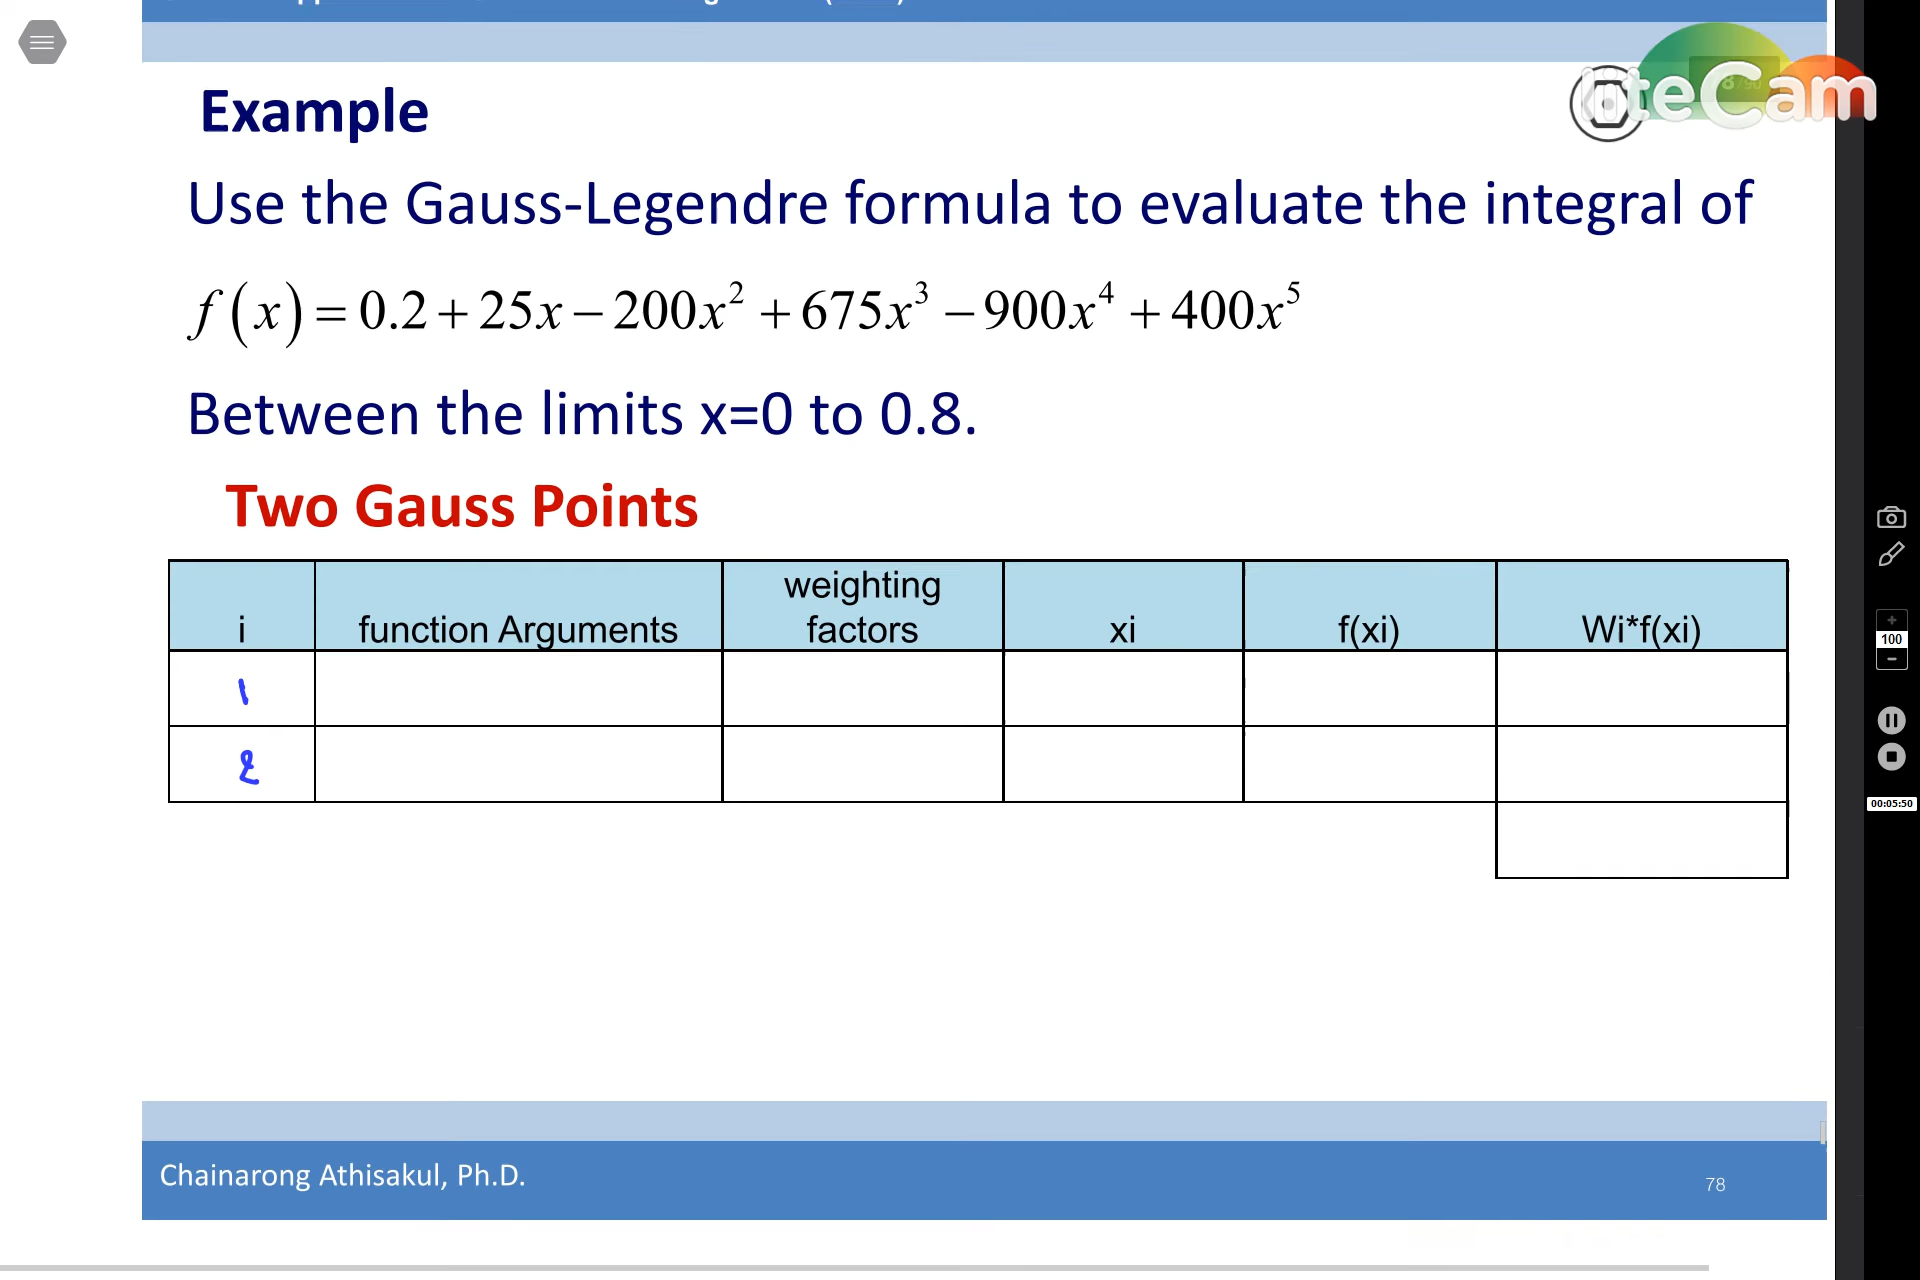 Example
liteCam
Use the Gauss-Legendre formula to evaluate the integral of
f(x) = 0.2 + 25x − 200x² + 675x³ − 900x⁴ + 400x⁵
Between the limits x=0 to 0.8.
Two Gauss Points
i function Arguments weighting factors xi f(xi) Wi*f(xi)
1
2
100
00:05:50
Chainarong Athisakul, Ph.D.
78